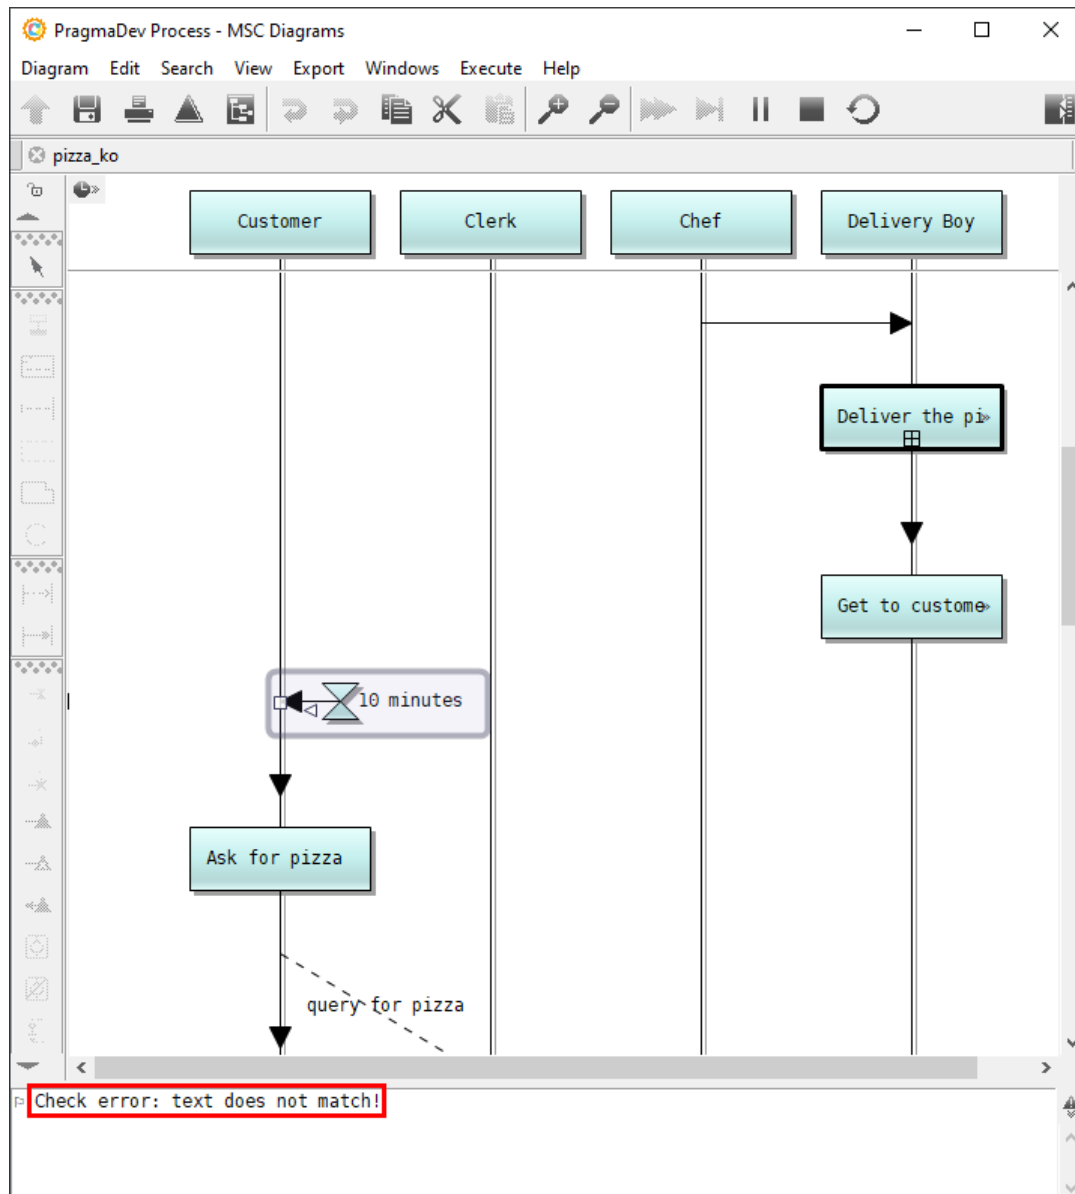 PragmaDev Process - MSC Diagrams
Diagram Edit Search View Export Windows Execute Help
pizza_ko
Customer Clerk Chef Delivery Boy
Deliver the pi»
Get to custome»
10 minutes
Ask for pizza
query for pizza
Check error: text does not match!